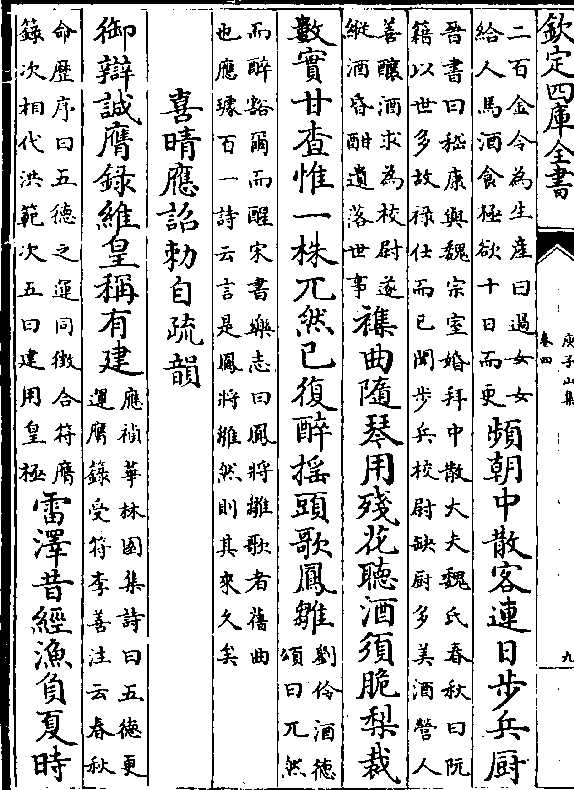 欽定四庫全書
庾子山集
卷四
九
二百金令為生產曰過女女
給人馬酒食極欲十日而更
頻朝中散客連日步兵厨
晉書曰嵇康與魏宗室婚拜中散大夫魏氏春秋曰阮
籍以世多故祿仕而已聞步兵校尉缺厨多美酒營人
善釀酒求為校尉遂
縱酒昏酣遺落世事
襍曲隨琴用殘花聽酒須脆梨裁
數實甘查惟一株兀然已復醉揺頭歌鳳雛
劉伶酒德
頌曰兀然
而醉豁爾而醒宋書樂志曰鳳將雛歌者舊曲
也應璩百一詩云言是鳳將雛然則其來久矣
喜晴應詔勅自疏韻
御辯誠膺錄維皇稱有建
應禎華林園集詩曰五德更
運膺錄受符李善注云春秋
命歷序曰五德之運同徵合符膺
錄次相代洪範次五曰建用皇極
雷澤昔經漁負夏時